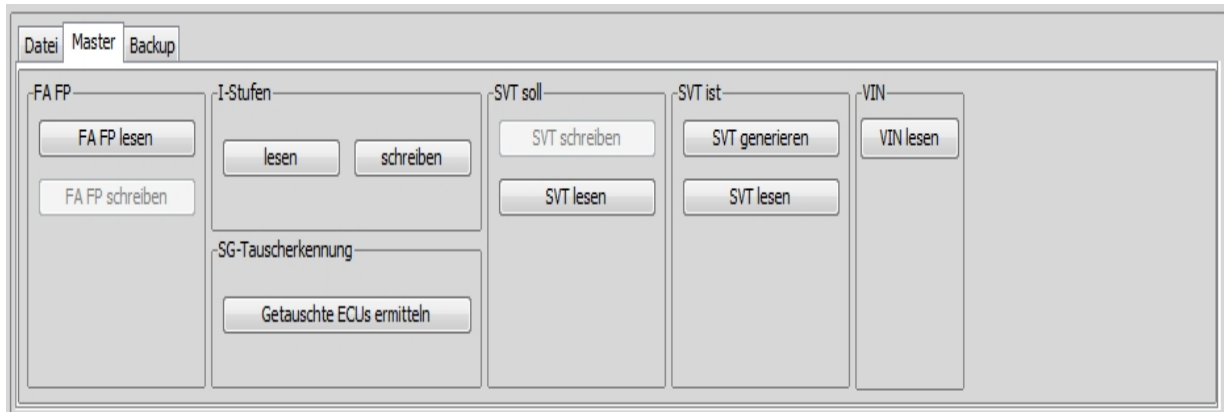 Datei Master Backup
FA FP
FA FP lesen
FA FP schreiben
I-Stufen
lesen schreiben
SG-Tauscherkennung
Getauschte ECUs ermitteln
SVT soll
SVT schreiben
SVT lesen
SVT ist
SVT generieren
SVT lesen
VIN
VIN lesen